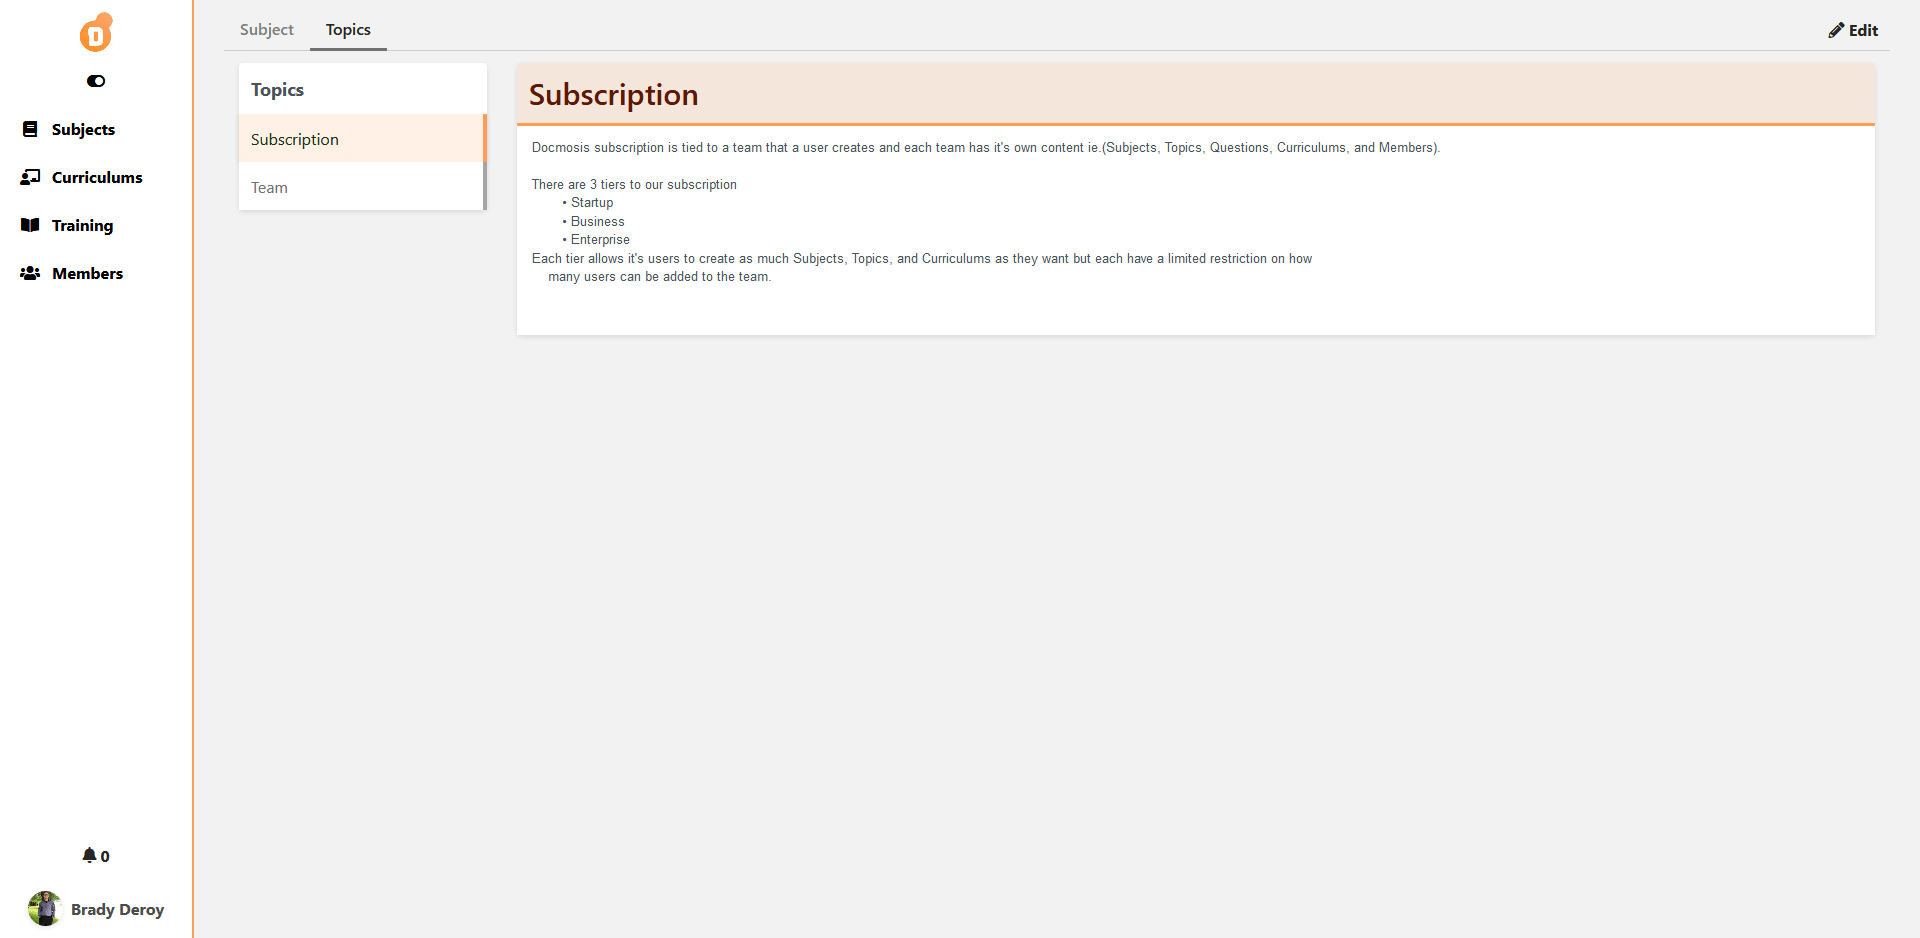 Subjects
Curriculums
Training
Members
0
Brady Deroy
Subject
Topics
Edit
Topics
Subscription
Team
Subscription
Docmosis subscription is tied to a team that a user creates and each team has it's own content ie.(Subjects, Topics, Questions, Curriculums, and Members).
There are 3 tiers to our subscription
• Startup
• Business
• Enterprise
Each tier allows it's users to create as much Subjects, Topics, and Curriculums as they want but each have a limited restriction on how
many users can be added to the team.